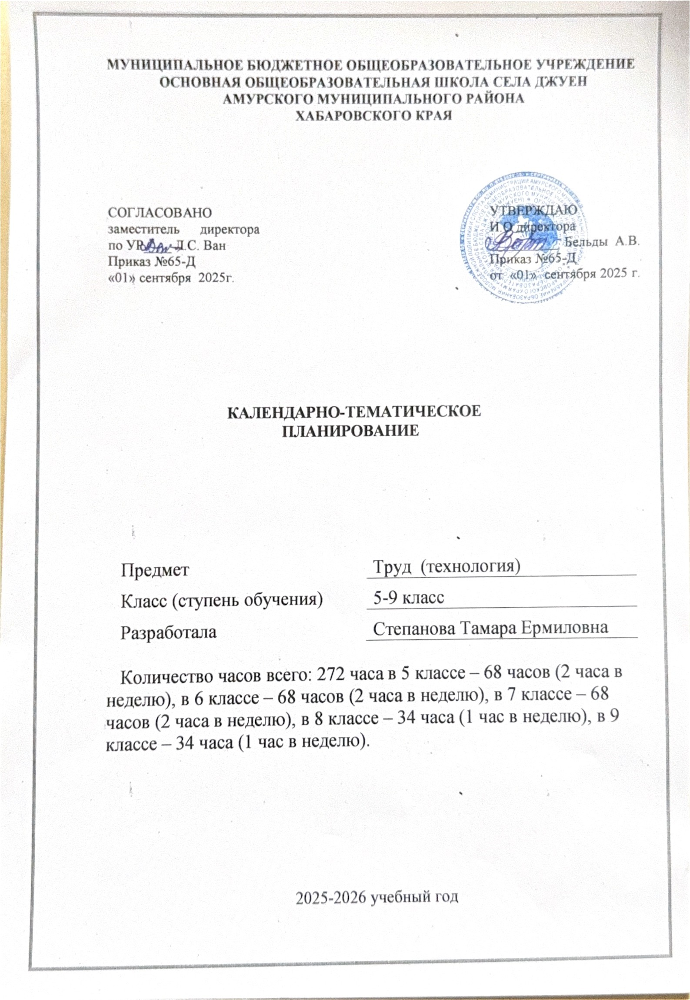 МУНИЦИПАЛЬНОЕ БЮДЖЕТНОЕ ОБЩЕОБРАЗОВАТЕЛЬНОЕ УЧРЕЖДЕНИЕ
ОСНОВНАЯ ОБЩЕОБРАЗОВАТЕЛЬНАЯ ШКОЛА СЕЛА ДЖУЕН
АМУРСКОГО МУНИЦИПАЛЬНОГО РАЙОНА
ХАБАРОВСКОГО КРАЯ
СОГЛАСОВАНО
заместитель директора
по УР Л.С. Ван
Приказ №65-Д
«01» сентября 2025г.
УТВЕРЖДАЮ
И.О директора
Бельды А.В.
Приказ №65-Д
от «01» сентября 2025 г.
КАЛЕНДАРНО-ТЕМАТИЧЕСКОЕ
ПЛАНИРОВАНИЕ
Предмет Труд (технология)
Класс (ступень обучения) 5-9 класс
Разработала Степанова Тамара Ермиловна
Количество часов всего: 272 часа в 5 классе – 68 часов (2 часа в
неделю), в 6 классе – 68 часов (2 часа в неделю), в 7 классе – 68
часов (2 часа в неделю), в 8 классе – 34 часа (1 час в неделю), в 9
классе – 34 часа (1 час в неделю).
2025-2026 учебный год